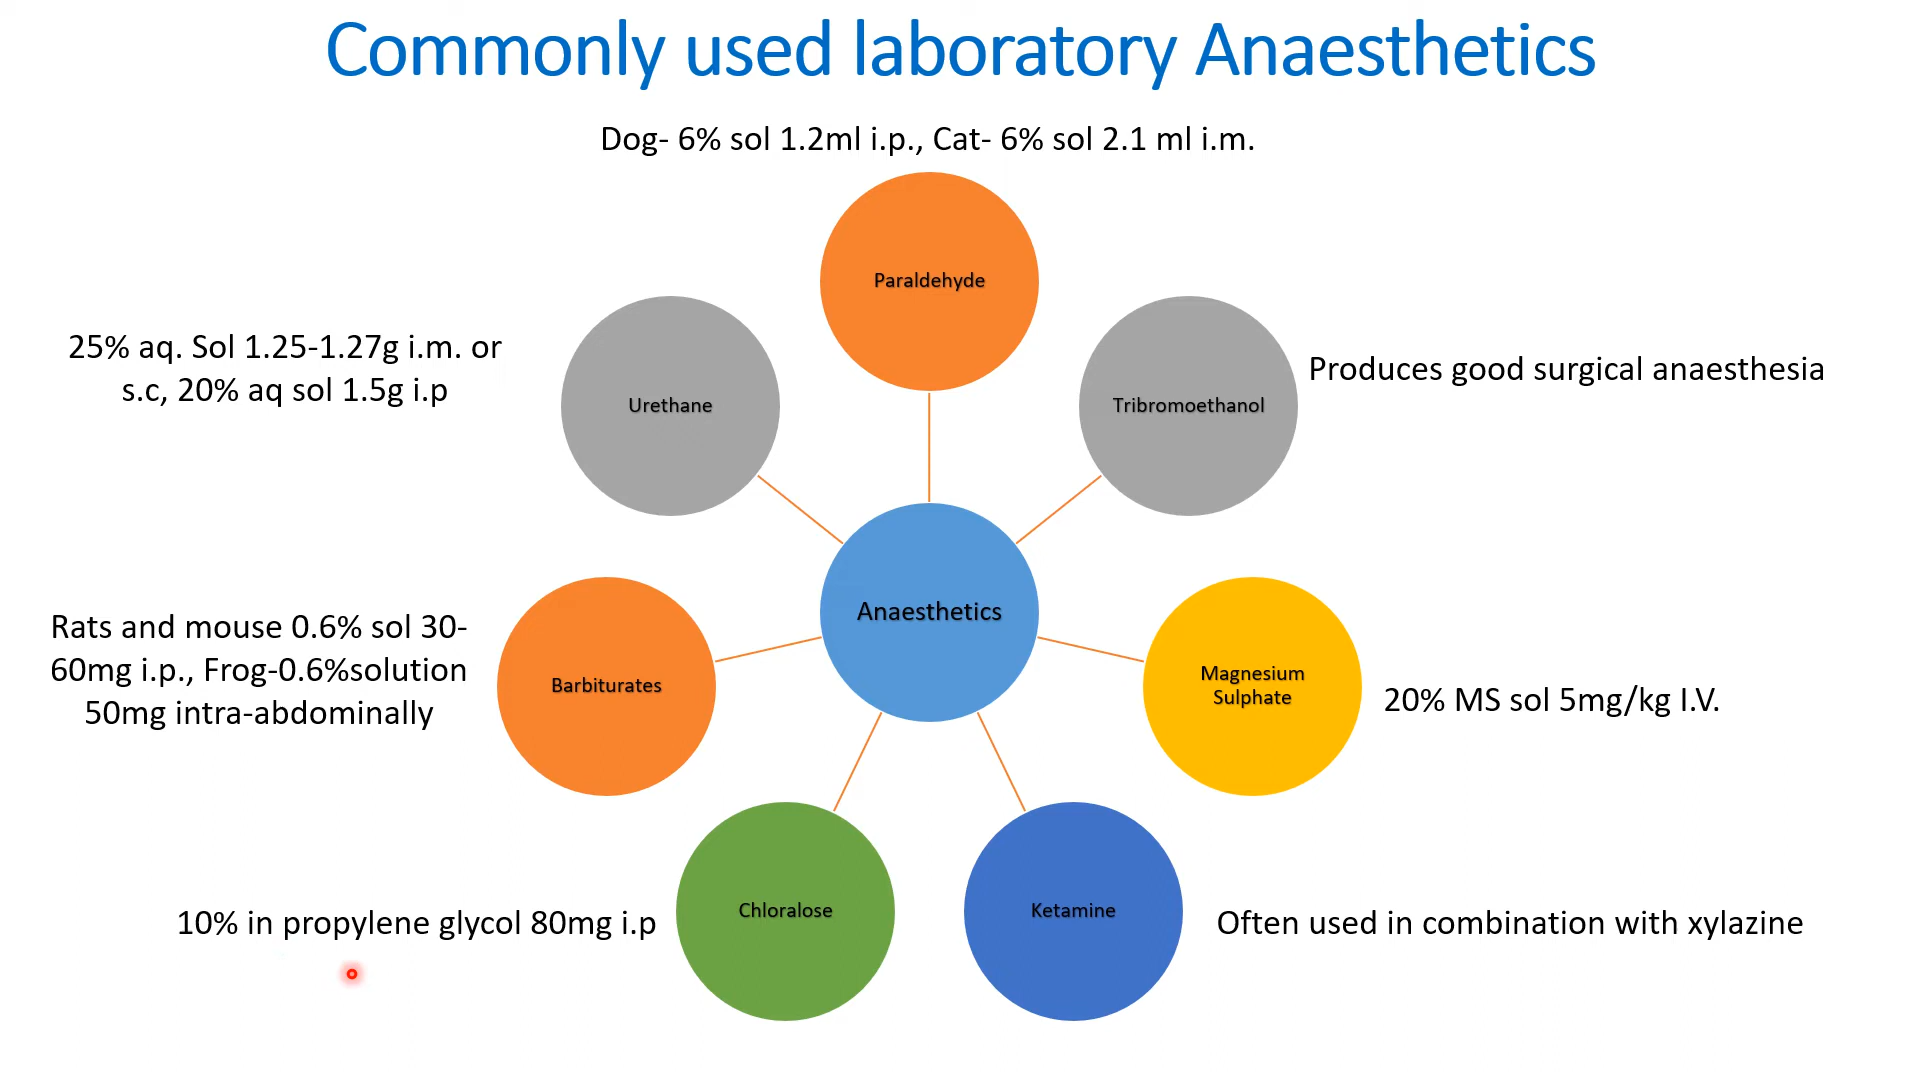 Commonly used laboratory Anaesthetics
Dog- 6% sol 1.2ml i.p., Cat- 6% sol 2.1 ml i.m.
Paraldehyde
25% aq. Sol 1.25-1.27g i.m. or
s.c, 20% aq sol 1.5g i.p
Urethane
Tribromoethanol
Produces good surgical anaesthesia
Anaesthetics
Rats and mouse 0.6% sol 30-
60mg i.p., Frog-0.6%solution
50mg intra-abdominally
Barbiturates
Magnesium
Sulphate
20% MS sol 5mg/kg I.V.
10% in propylene glycol 80mg i.p
Chloralose
Ketamine
Often used in combination with xylazine